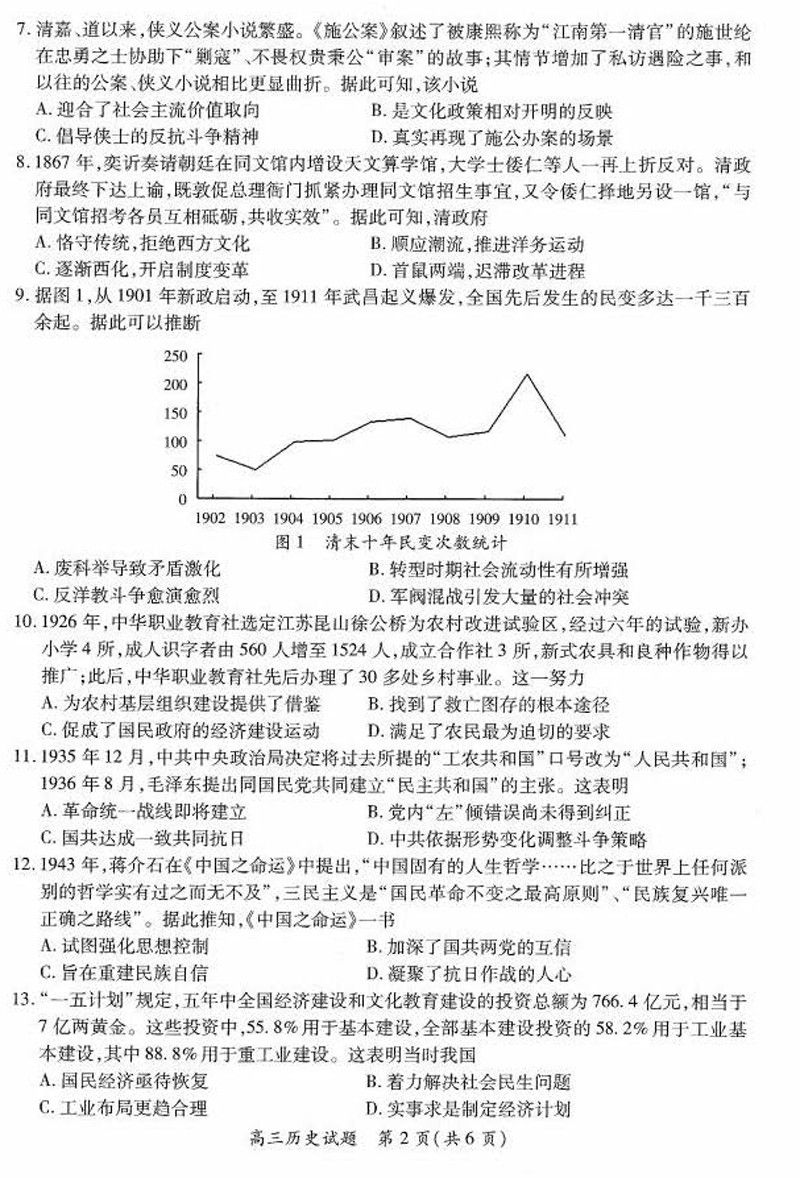 7. 清嘉、道以来,侠义公案小说繁盛。《施公案》叙述了被康熙称为“江南第一清官”的施世纶
在忠勇之士协助下“剿寇”、不畏权贵秉公“审案”的故事;其情节增加了私访遇险之事,和
以往的公案、侠义小说相比更显曲折。据此可知,该小说
A. 迎合了社会主流价值取向 B. 是文化政策相对开明的反映
C. 倡导侠士的反抗斗争精神 D. 真实再现了施公办案的场景
8. 1867 年,奕䜣奏请朝廷在同文馆内增设天文算学馆,大学士倭仁等人一再上折反对。清政
府最终下达上谕,既敦促总理衙门抓紧办理同文馆招生事宜,又令倭仁择地另设一馆,“与
同文馆招考各员互相砥砺,共收实效”。据此可知,清政府
A. 恪守传统,拒绝西方文化 B. 顺应潮流,推进洋务运动
C. 逐渐西化,开启制度变革 D. 首鼠两端,迟滞改革进程
9. 据图 1,从 1901 年新政启动,至 1911 年武昌起义爆发,全国先后发生的民变多达一千三百
余起。据此可以推断
250
200
150
100
50
0
1902 1903 1904 1905 1906 1907 1908 1909 1910 1911
图 1 清末十年民变次数统计
A. 废科举导致矛盾激化 B. 转型时期社会流动性有所增强
C. 反洋教斗争愈演愈烈 D. 军阀混战引发大量的社会冲突
10. 1926 年,中华职业教育社选定江苏昆山徐公桥为农村改进试验区,经过六年的试验,新办
小学 4 所,成人识字者由 560 人增至 1524 人,成立合作社 3 所,新式农具和良种作物得以
推广;此后,中华职业教育社先后办理了 30 多处乡村事业。这一努力
A. 为农村基层组织建设提供了借鉴 B. 找到了救亡图存的根本途径
C. 促成了国民政府的经济建设运动 D. 满足了农民最为迫切的要求
11. 1935 年 12 月,中共中央政治局决定将过去所提的“工农共和国”口号改为“人民共和国”;
1936 年 8 月,毛泽东提出同国民党共同建立“民主共和国”的主张。这表明
A. 革命统一战线即将建立 B. 党内“左”倾错误尚未得到纠正
C. 国共达成一致共同抗日 D. 中共依据形势变化调整斗争策略
12. 1943 年,蒋介石在《中国之命运》中提出,“中国固有的人生哲学……比之于世界上任何派
别的哲学实有过之而无不及”,三民主义是“国民革命不变之最高原则”、“民族复兴唯一
正确之路线”。据此推知,《中国之命运》一书
A. 试图强化思想控制 B. 加深了国共两党的互信
C. 旨在重建民族自信 D. 凝聚了抗日作战的人心
13. “一五计划”规定,五年中全国经济建设和文化教育建设的投资总额为 766. 4 亿元,相当于
7 亿两黄金。这些投资中,55. 8%用于基本建设,全部基本建设投资的 58. 2%用于工业基
本建设,其中 88. 8%用于重工业建设。这表明当时我国
A. 国民经济亟待恢复 B. 着力解决社会民生问题
C. 工业布局更趋合理 D. 实事求是制定经济计划
高三历史试题 第 2 页(共 6 页)